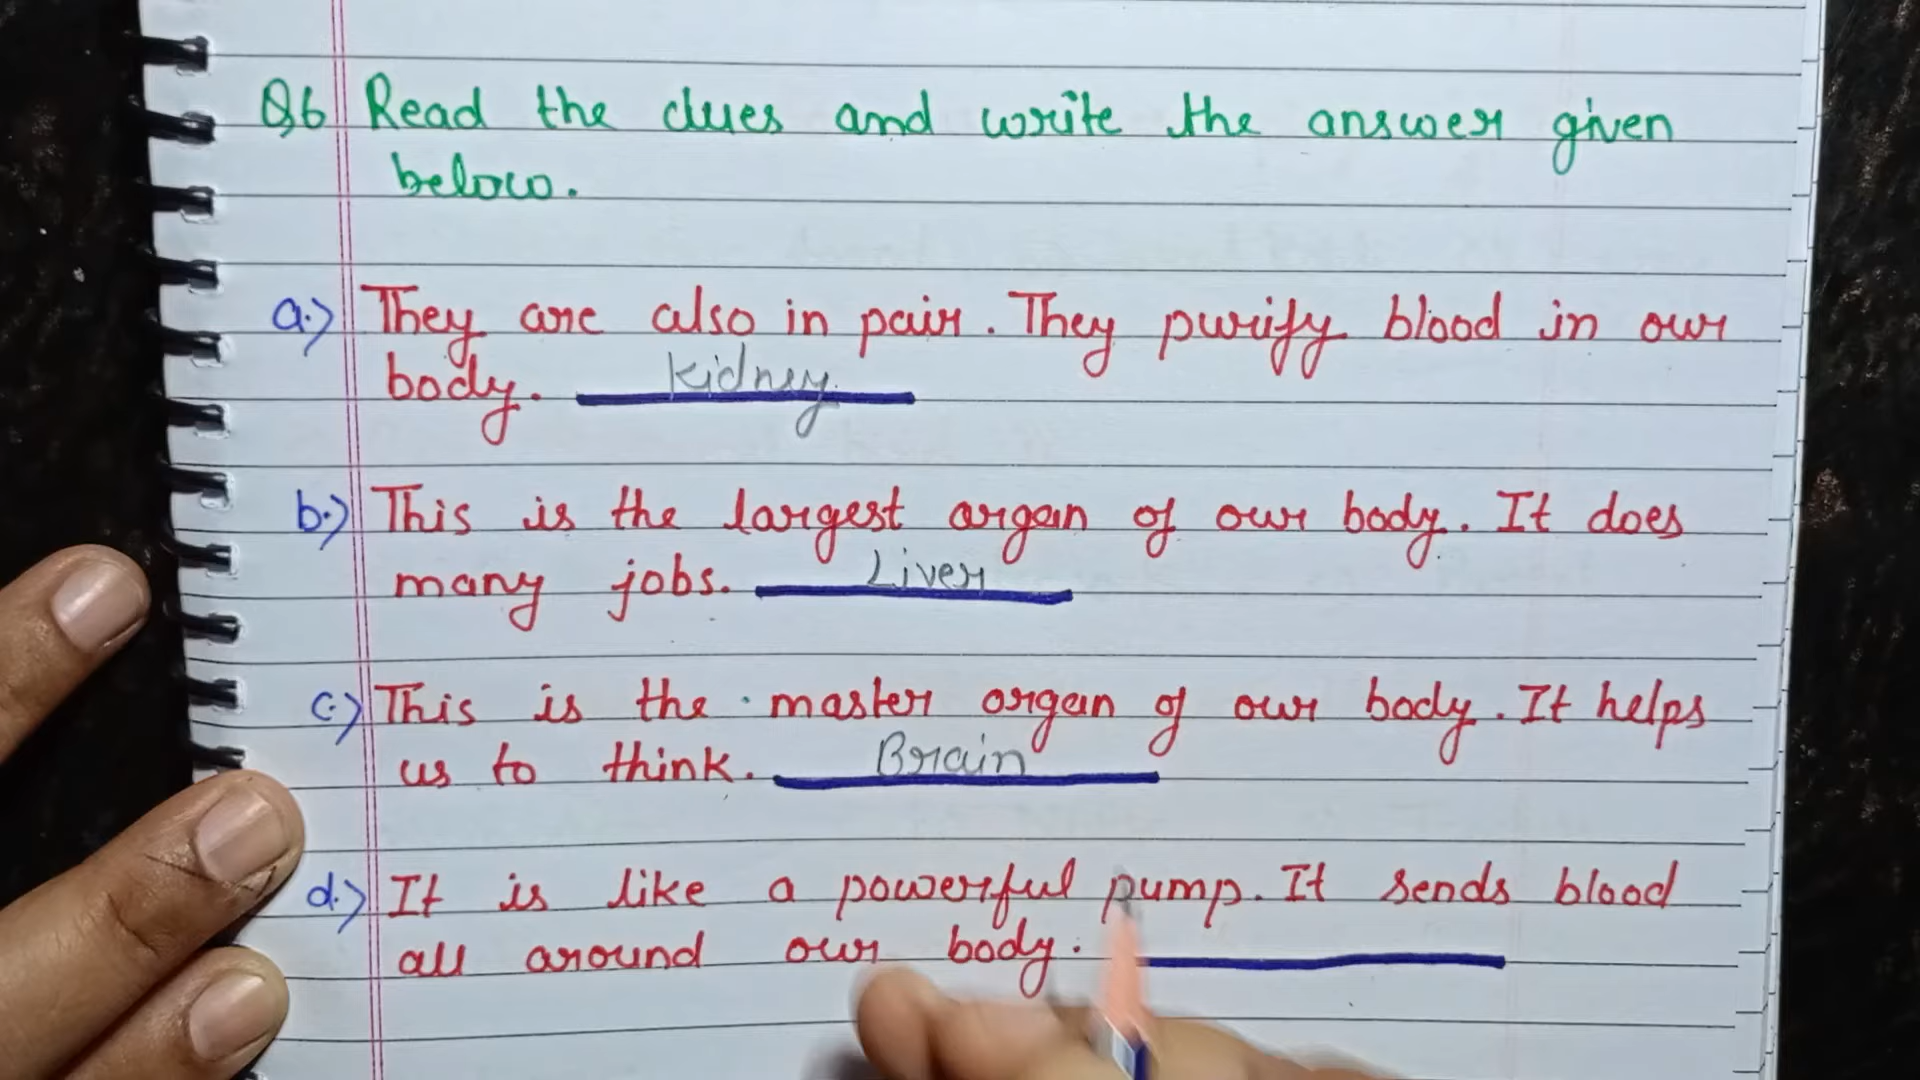 Q6 Read the clues and write the answer given
below.
a.) They are also in pair. They purify blood in our
body. Kidney
b.) This is the largest organ of our body. It does
many jobs. Liver
c.) This is the master organ of our body. It helps
us to think. Brain
d.) It is like a powerful pump. It sends blood
all around our body.